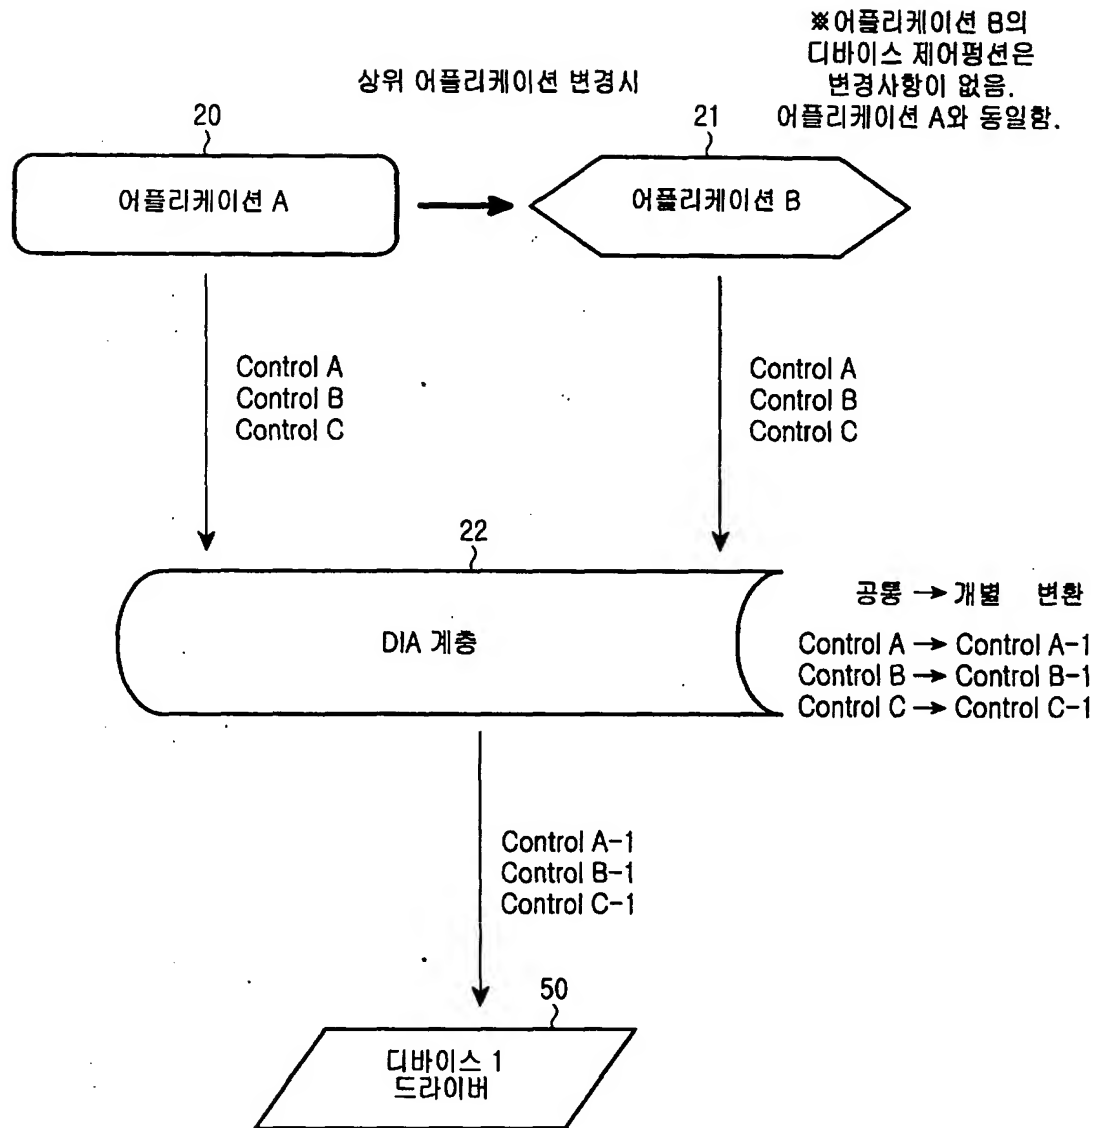 ※어플리케이션 B의
디바이스 제어펑션은
변경사항이 없음.
어플리케이션 A와 동일함.
상위 어플리케이션 변경시
20
21
어플리케이션 A
어플리케이션 B
Control A
Control B
Control C
Control A
Control B
Control C
22
DIA 계층
공통 → 개별 변환
Control A → Control A-1
Control B → Control B-1
Control C → Control C-1
Control A-1
Control B-1
Control C-1
50
디바이스 1
드라이버